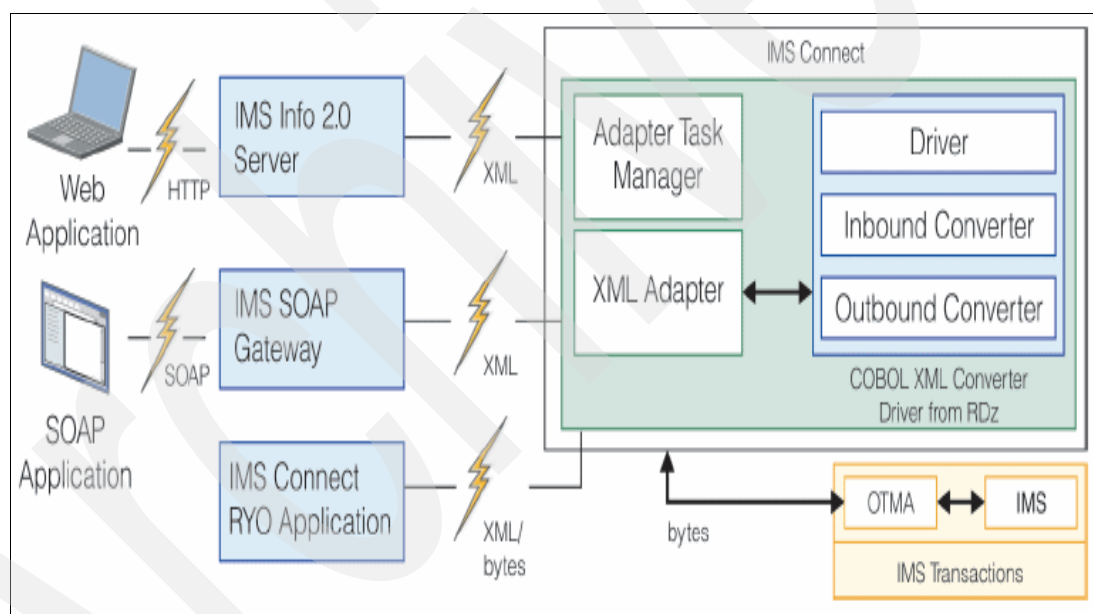 IMS Connect
Web
Application
HTTP
IMS Info 2.0
Server
XML
Adapter Task
Manager
Driver
Inbound Converter
Outbound Converter
XML Adapter
COBOL XML Converter
Driver from RDz
SOAP
Application
SOAP
IMS SOAP
Gateway
XML
IMS Connect
RYO Application
XML/
bytes
bytes
OTMA
IMS
IMS Transactions